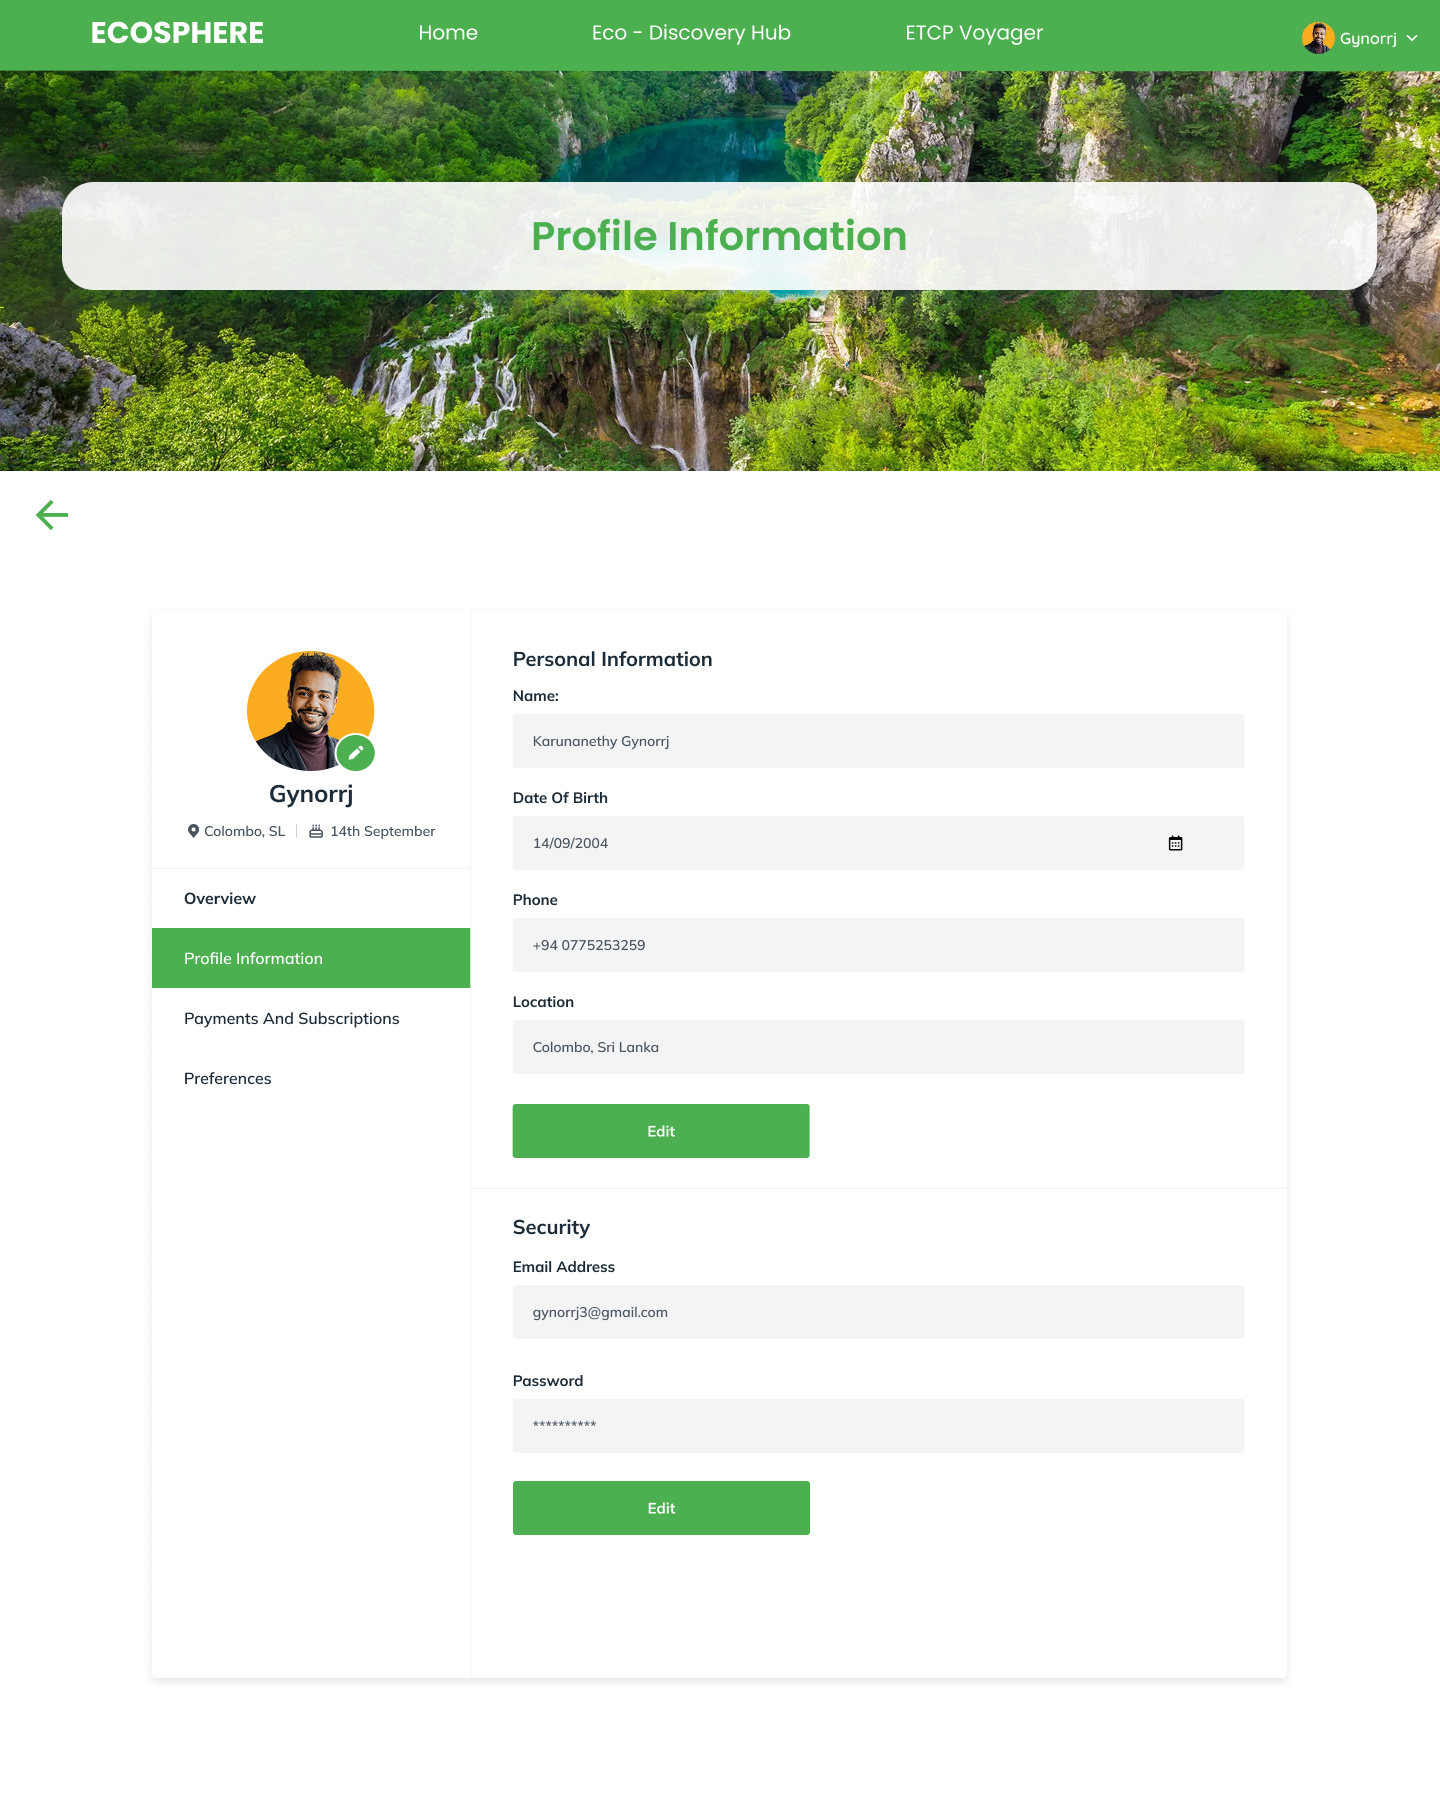 ECOSPHERE
Home
Eco - Discovery Hub
ETCP Voyager
Gynorrj
Profile Information
Gynorrj
Colombo, SL
14th September
Overview
Profile Information
Payments And Subscriptions
Preferences
Personal Information
Name:
Karunanethy Gynorrj
Date Of Birth
14/09/2004
Phone
+94 0775253259
Location
Colombo, Sri Lanka
Edit
Security
Email Address
gynorrj3@gmail.com
Password
**********
Edit